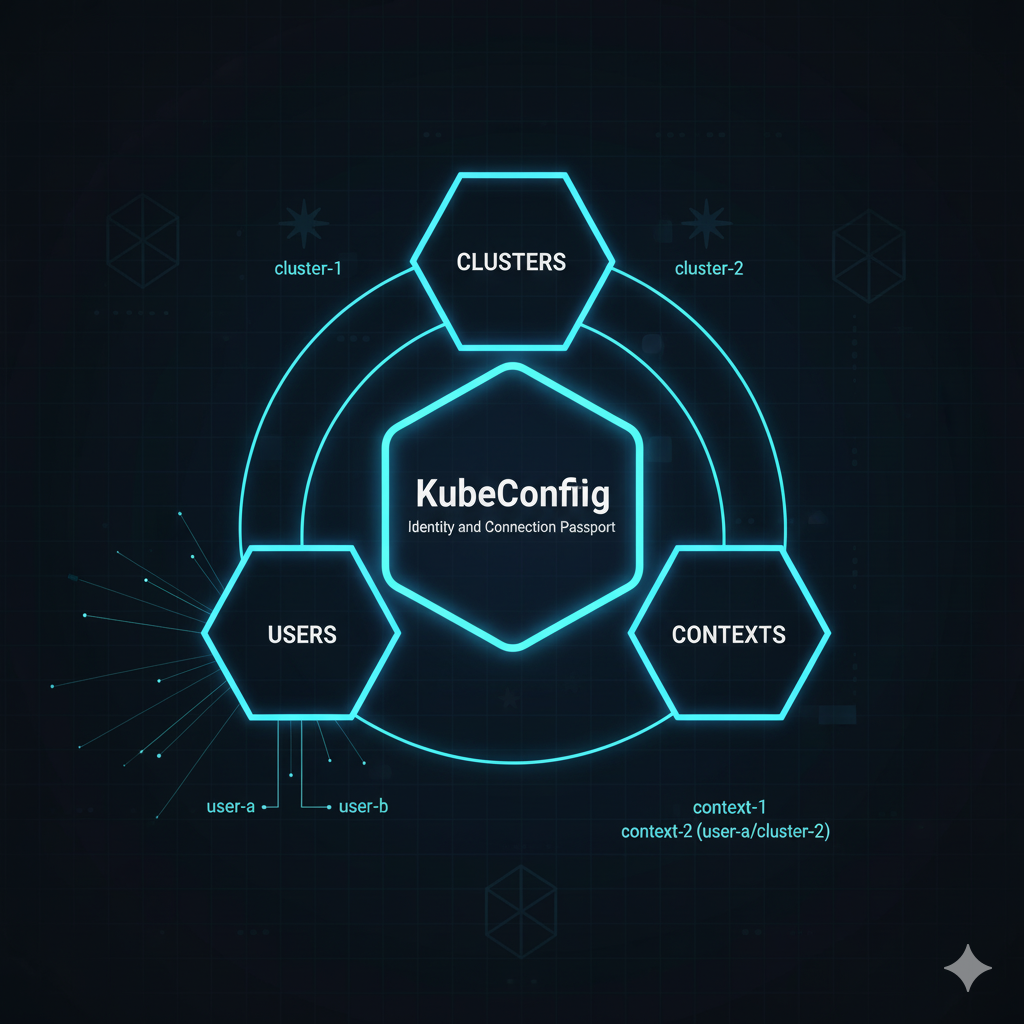 CLUSTERS
cluster-1
cluster-2
KubeConfiig
Identity and Connection Passport
USERS
CONTEXTS
user-a
user-b
context-1
context-2 (user-a/cluster-2)